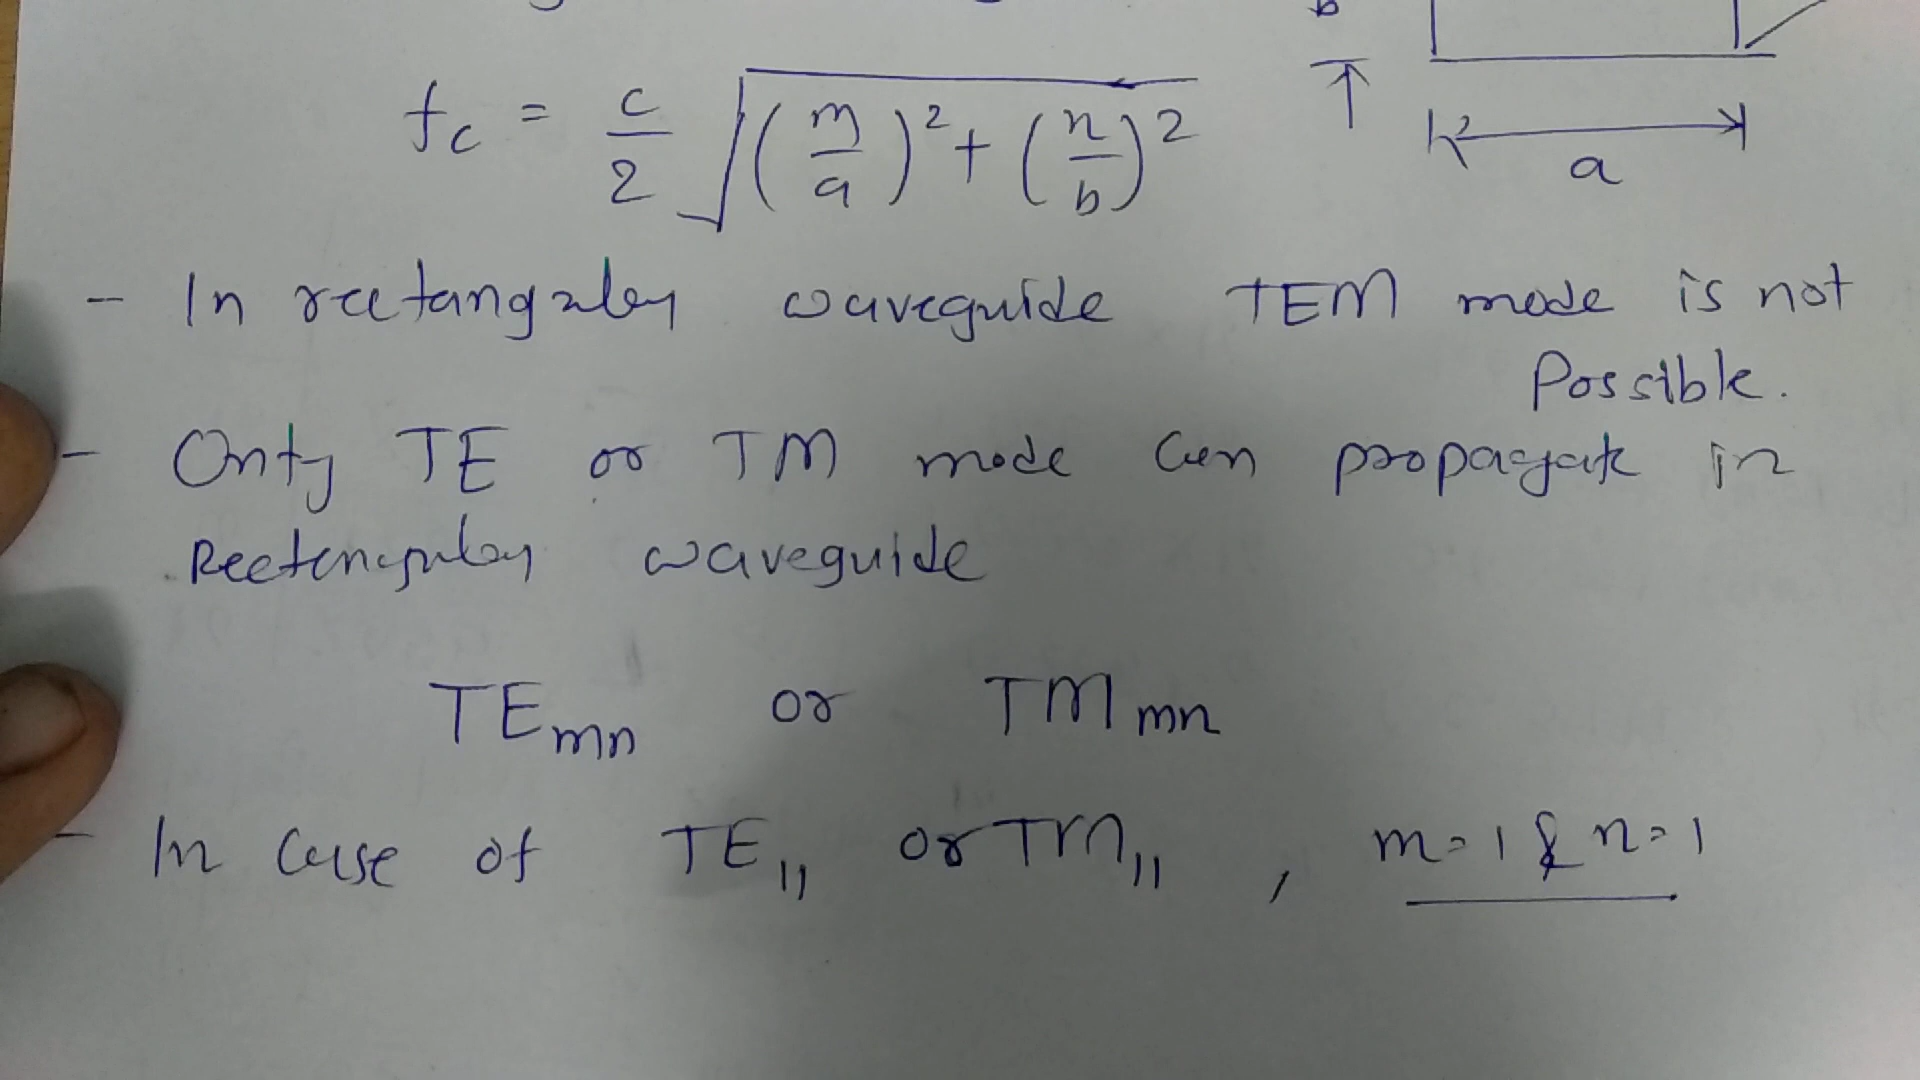 b
fc = c/2 √((m/a)² + (n/b)²)
a
- In rectangular waveguide TEM mode is not
possible.
- Only TE or TM mode can propagate in
Rectangular waveguide
TEmn or TMmn
- In case of TE11 or TM11, m=1 & n=1